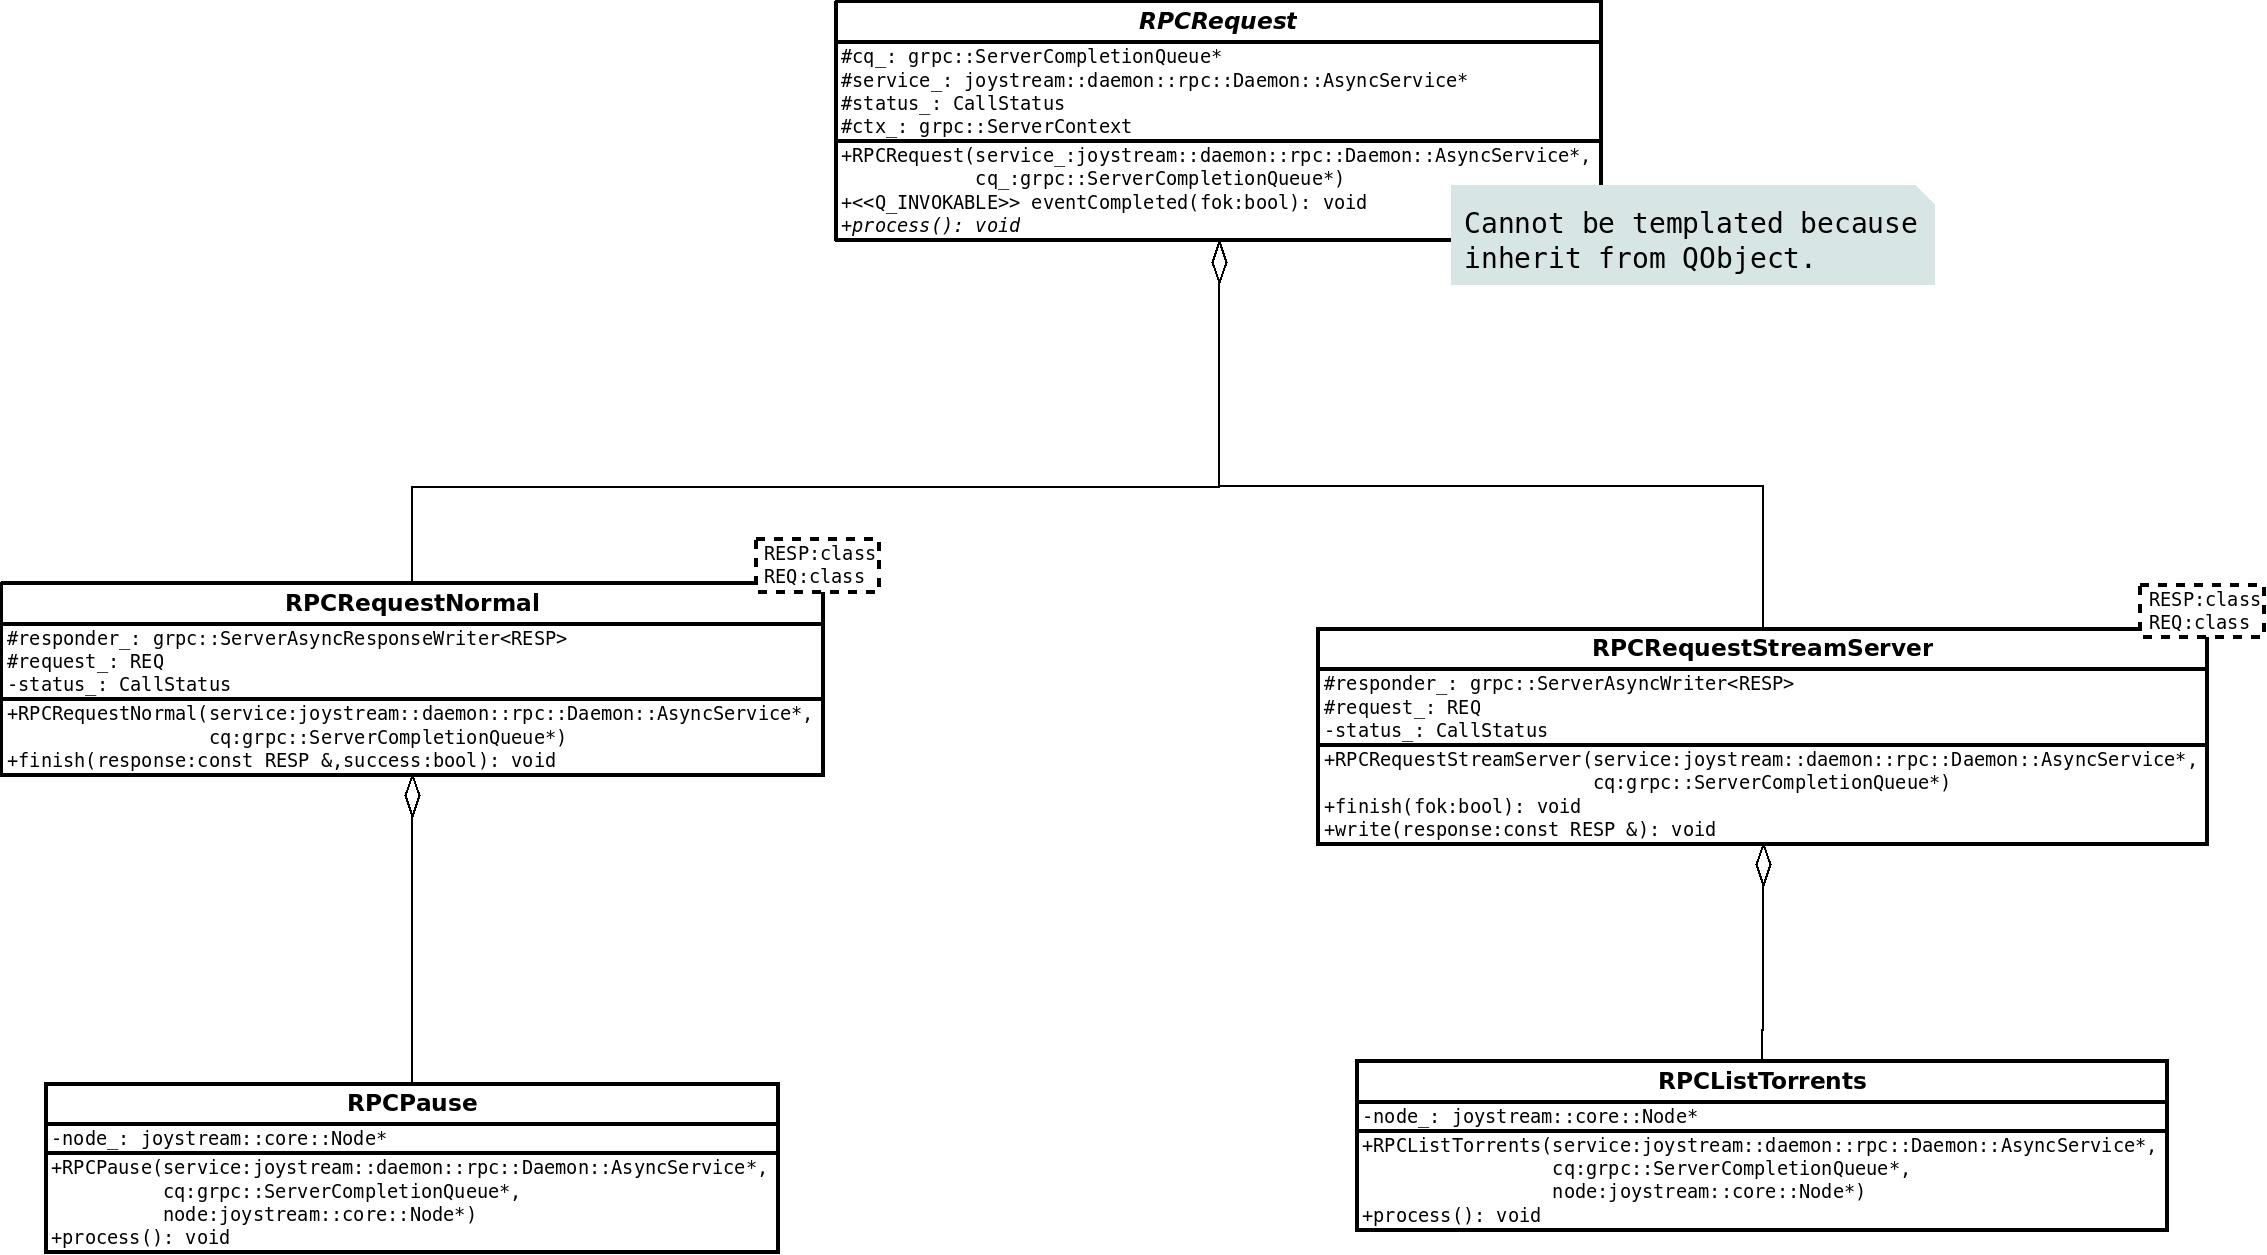 RPCRequest
#cq_: grpc::ServerCompletionQueue*
#service_: joystream::daemon::rpc::Daemon::AsyncService*
#status_: CallStatus
#ctx_: grpc::ServerContext
+RPCRequest(service_:joystream::daemon::rpc::Daemon::AsyncService*,
cq_:grpc::ServerCompletionQueue*)
+<<Q_INVOKABLE>> eventCompleted(fok:bool): void
+process(): void
Cannot be templated because
inherit from QObject.
RESP:class
REQ:class
RPCRequestNormal
#responder_: grpc::ServerAsyncResponseWriter<RESP>
#request_: REQ
-status_: CallStatus
+RPCRequestNormal(service:joystream::daemon::rpc::Daemon::AsyncService*,
cq:grpc::ServerCompletionQueue*)
+finish(response:const RESP &,success:bool): void
RESP:class
REQ:class
RPCRequestStreamServer
#responder_: grpc::ServerAsyncWriter<RESP>
#request_: REQ
-status_: CallStatus
+RPCRequestStreamServer(service:joystream::daemon::rpc::Daemon::AsyncService*,
cq:grpc::ServerCompletionQueue*)
+finish(fok:bool): void
+write(response:const RESP &): void
RPCPause
-node_: joystream::core::Node*
+RPCPause(service:joystream::daemon::rpc::Daemon::AsyncService*,
cq:grpc::ServerCompletionQueue*,
node:joystream::core::Node*)
+process(): void
RPCListTorrents
-node_: joystream::core::Node*
+RPCListTorrents(service:joystream::daemon::rpc::Daemon::AsyncService*,
cq:grpc::ServerCompletionQueue*,
node:joystream::core::Node*)
+process(): void